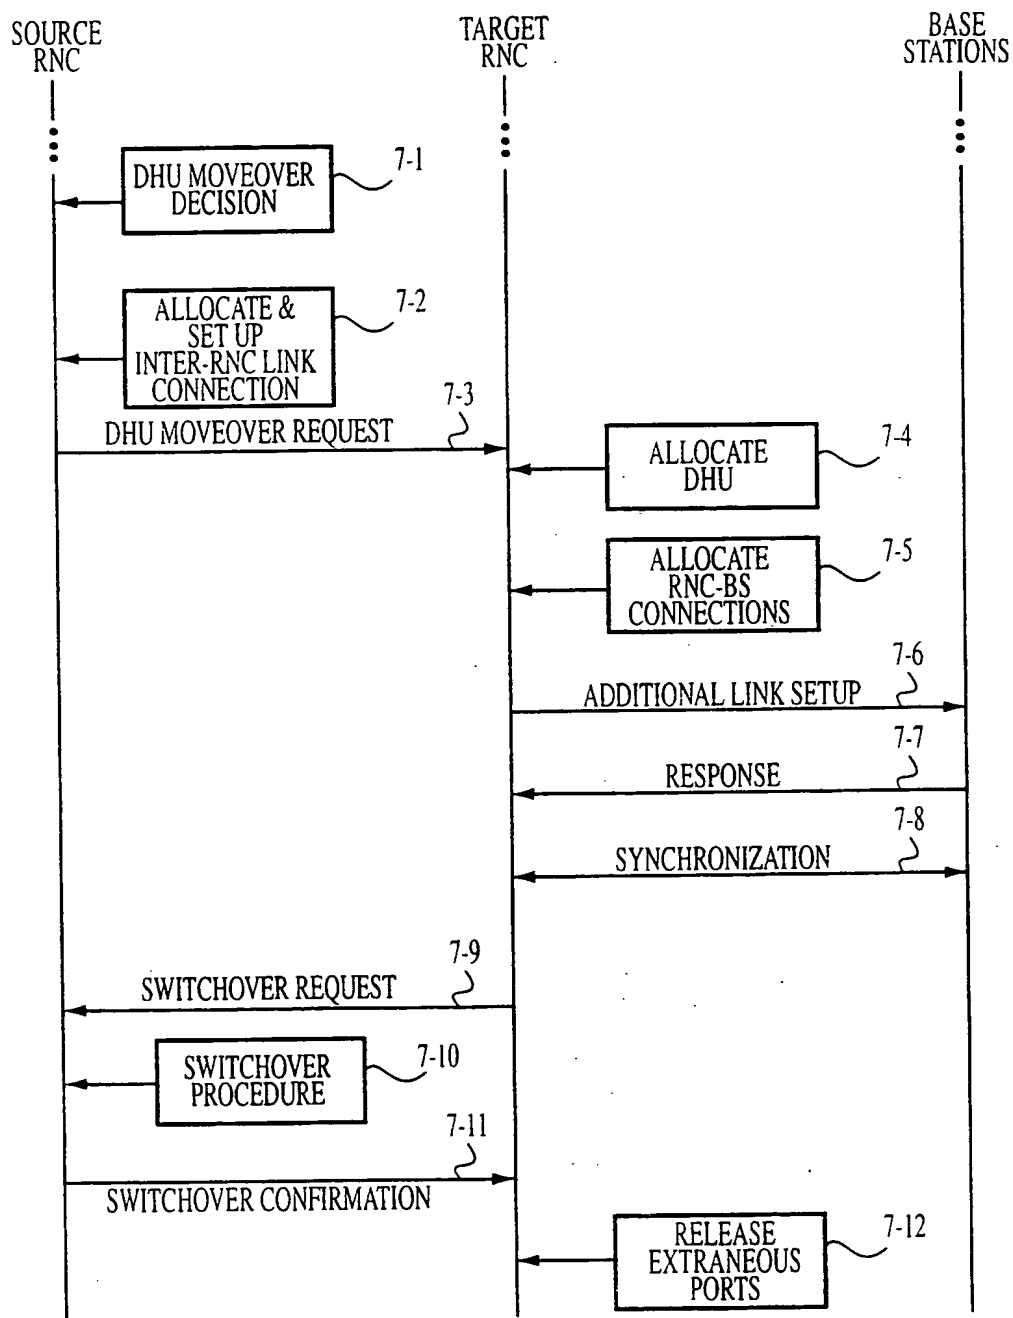 SOURCE
RNC
TARGET
RNC
BASE
STATIONS
DHU MOVEOVER
DECISION
7-1
ALLOCATE &
SET UP
INTER-RNC LINK
CONNECTION
7-2
DHU MOVEOVER REQUEST
7-3
ALLOCATE
DHU
7-4
ALLOCATE
RNC-BS
CONNECTIONS
7-5
ADDITIONAL LINK SETUP
7-6
RESPONSE
7-7
SYNCHRONIZATION
7-8
SWITCHOVER REQUEST
7-9
SWITCHOVER
PROCEDURE
7-10
SWITCHOVER CONFIRMATION
7-11
RELEASE
EXTRANEOUS
PORTS
7-12